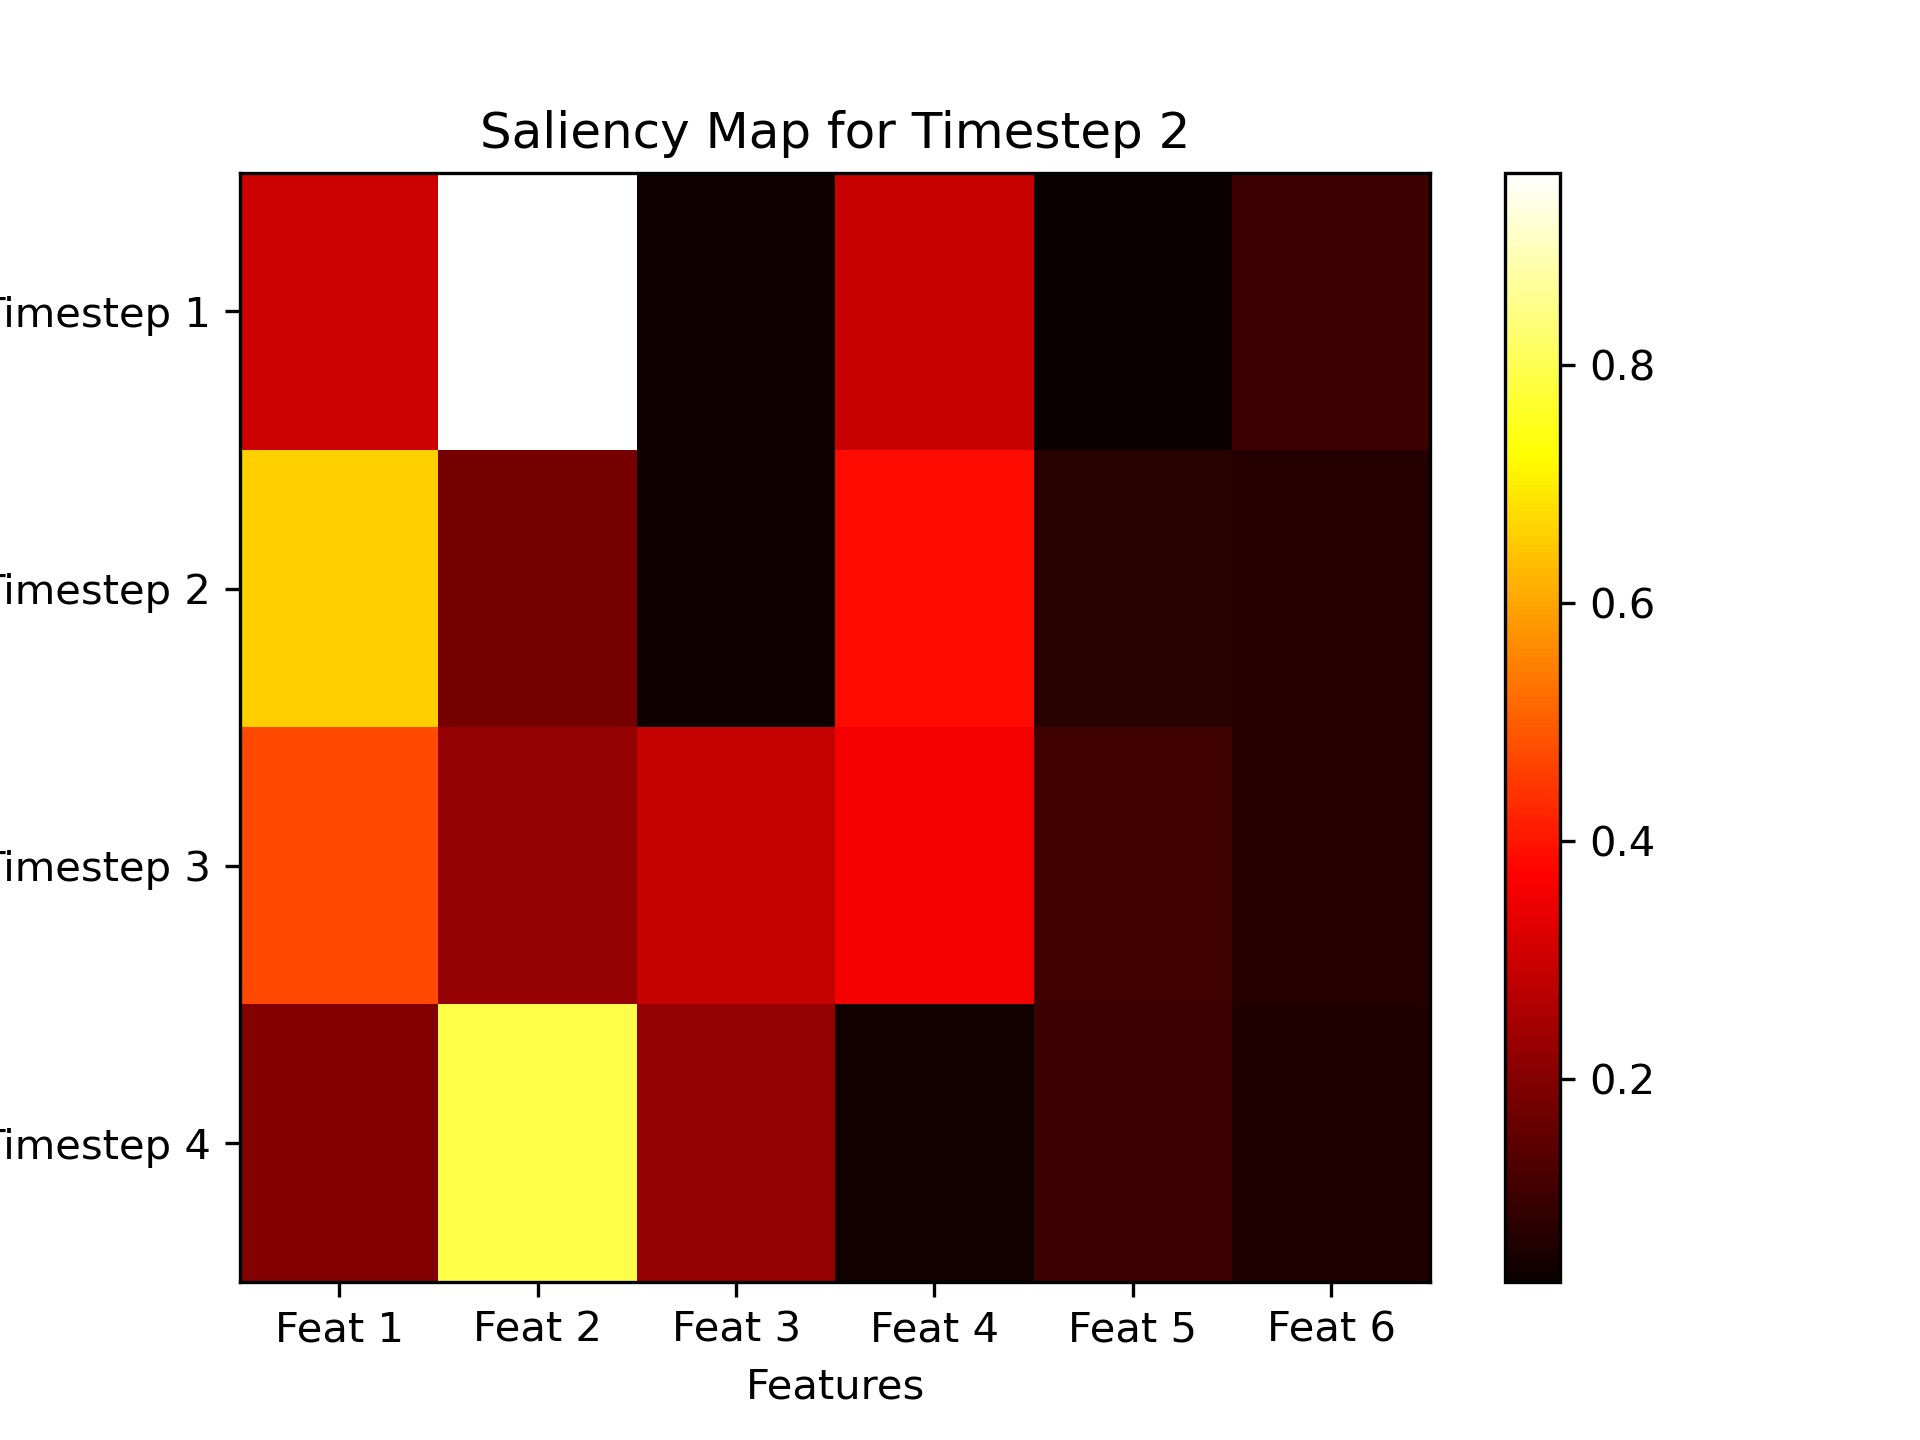 Saliency Map for Timestep 2
imestep 1
imestep 2
imestep 3
imestep 4
0.8
0.6
0.4
0.2
Feat 1 Feat 2 Feat 3 Feat 4 Feat 5 Feat 6
Features